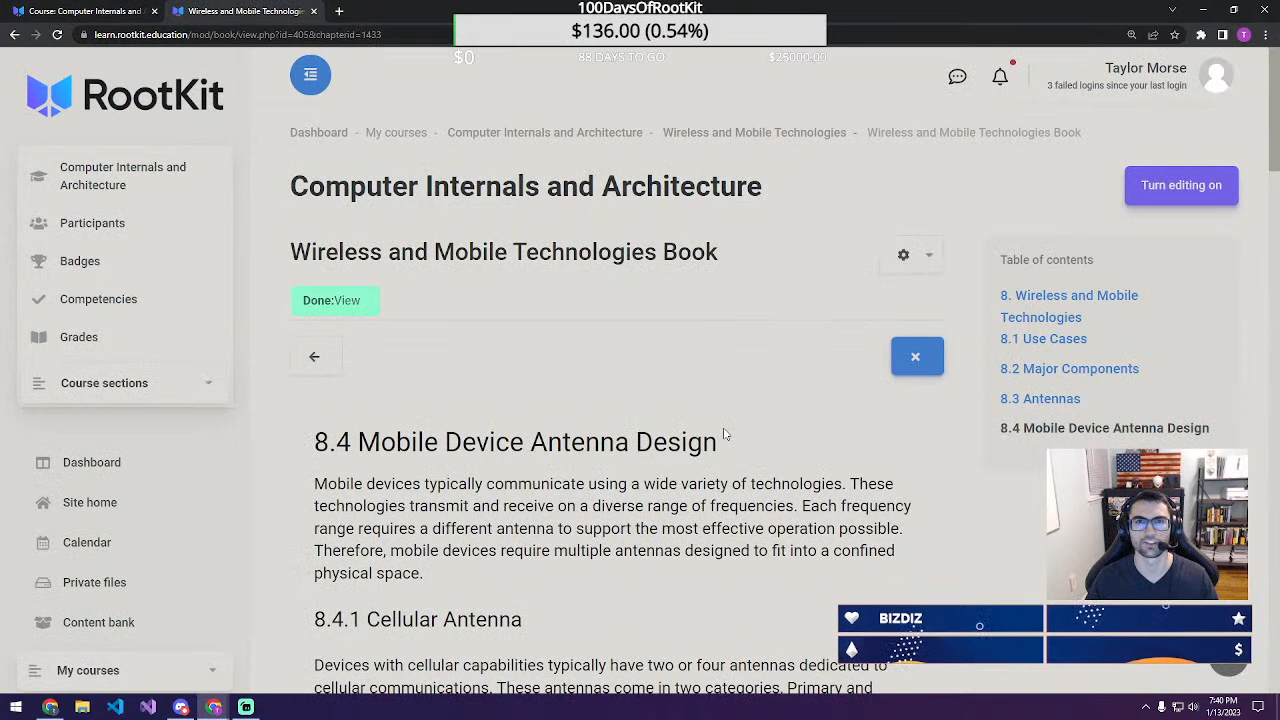 Course: Computer Internals and
Wireless and Mobile Technology
100DaysOfRootKit
learn.rootkit.education/mod/book/view.php?id=405&chapterid=1433
$136.00 (0.54%)
$0
88 DAYS TO GO
$25000.00
RootKit
Taylor Morse
3 failed logins since your last login
Dashboard - My courses - Computer Internals and Architecture - Wireless and Mobile Technologies - Wireless and Mobile Technologies Book
Computer Internals and Architecture
Turn editing on
Wireless and Mobile Technologies Book
Done:View
Computer Internals and
Architecture
Participants
Badges
Competencies
Grades
Course sections
Dashboard
Site home
Calendar
Private files
Content bank
My courses
8.4 Mobile Device Antenna Design
Mobile devices typically communicate using a wide variety of technologies. These
technologies transmit and receive on a diverse range of frequencies. Each frequency
range requires a different antenna to support the most effective operation possible.
Therefore, mobile devices require multiple antennas designed to fit into a confined
physical space.
8.4.1 Cellular Antenna
Devices with cellular capabilities typically have two or four antennas dedicated to
cellular communications. These antennas come in two categories. Primary and
Table of contents
8. Wireless and Mobile
Technologies
8.1 Use Cases
8.2 Major Components
8.3 Antennas
8.4 Mobile Device Antenna Design
BIZDIZ
$
T
7:40 PM
1/13/2023